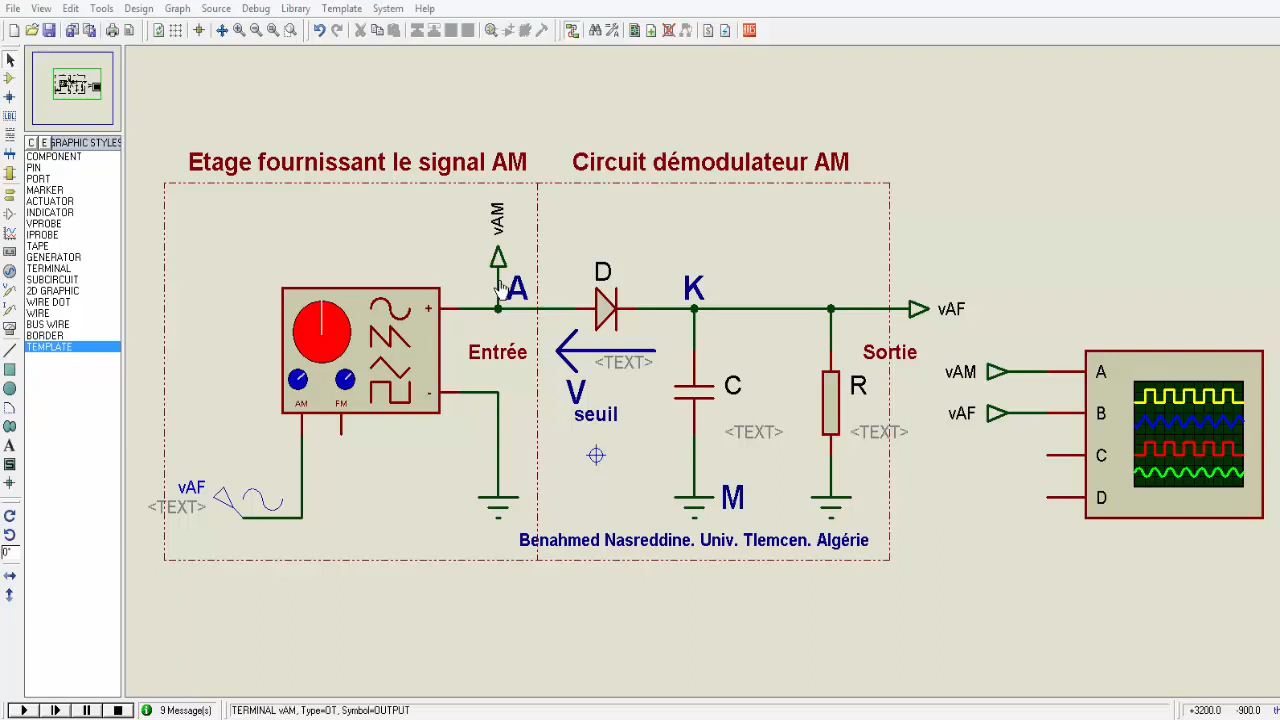 File View Edit Tools Design Graph Source Debug Library Template System Help
C E GRAPHIC STYLES
COMPONENT
PIN
PORT
MARKER
ACTUATOR
INDICATOR
VPROBE
IPROBE
TAPE
GENERATOR
TERMINAL
SUBCIRCUIT
2D GRAPHIC
WIRE DOT
WIRE
BUS WIRE
BORDER
TEMPLATE
Etage fournissant le signal AM
Circuit démodulateur AM
vAM
A
D
K
vAF
+
-
AM FM
Entrée
<TEXT>
V
seuil
C
<TEXT>
Sortie
R
<TEXT>
vAF
<TEXT>
M
Benahmed Nasreddine. Univ. Tlemcen. Algérie
vAM
vAF
A
B
C
D
LBL
A
S
0°
9 Message(s)
TERMINAL vAM, Type=OT, Symbol=OUTPUT
+3200.0 -900.0 th